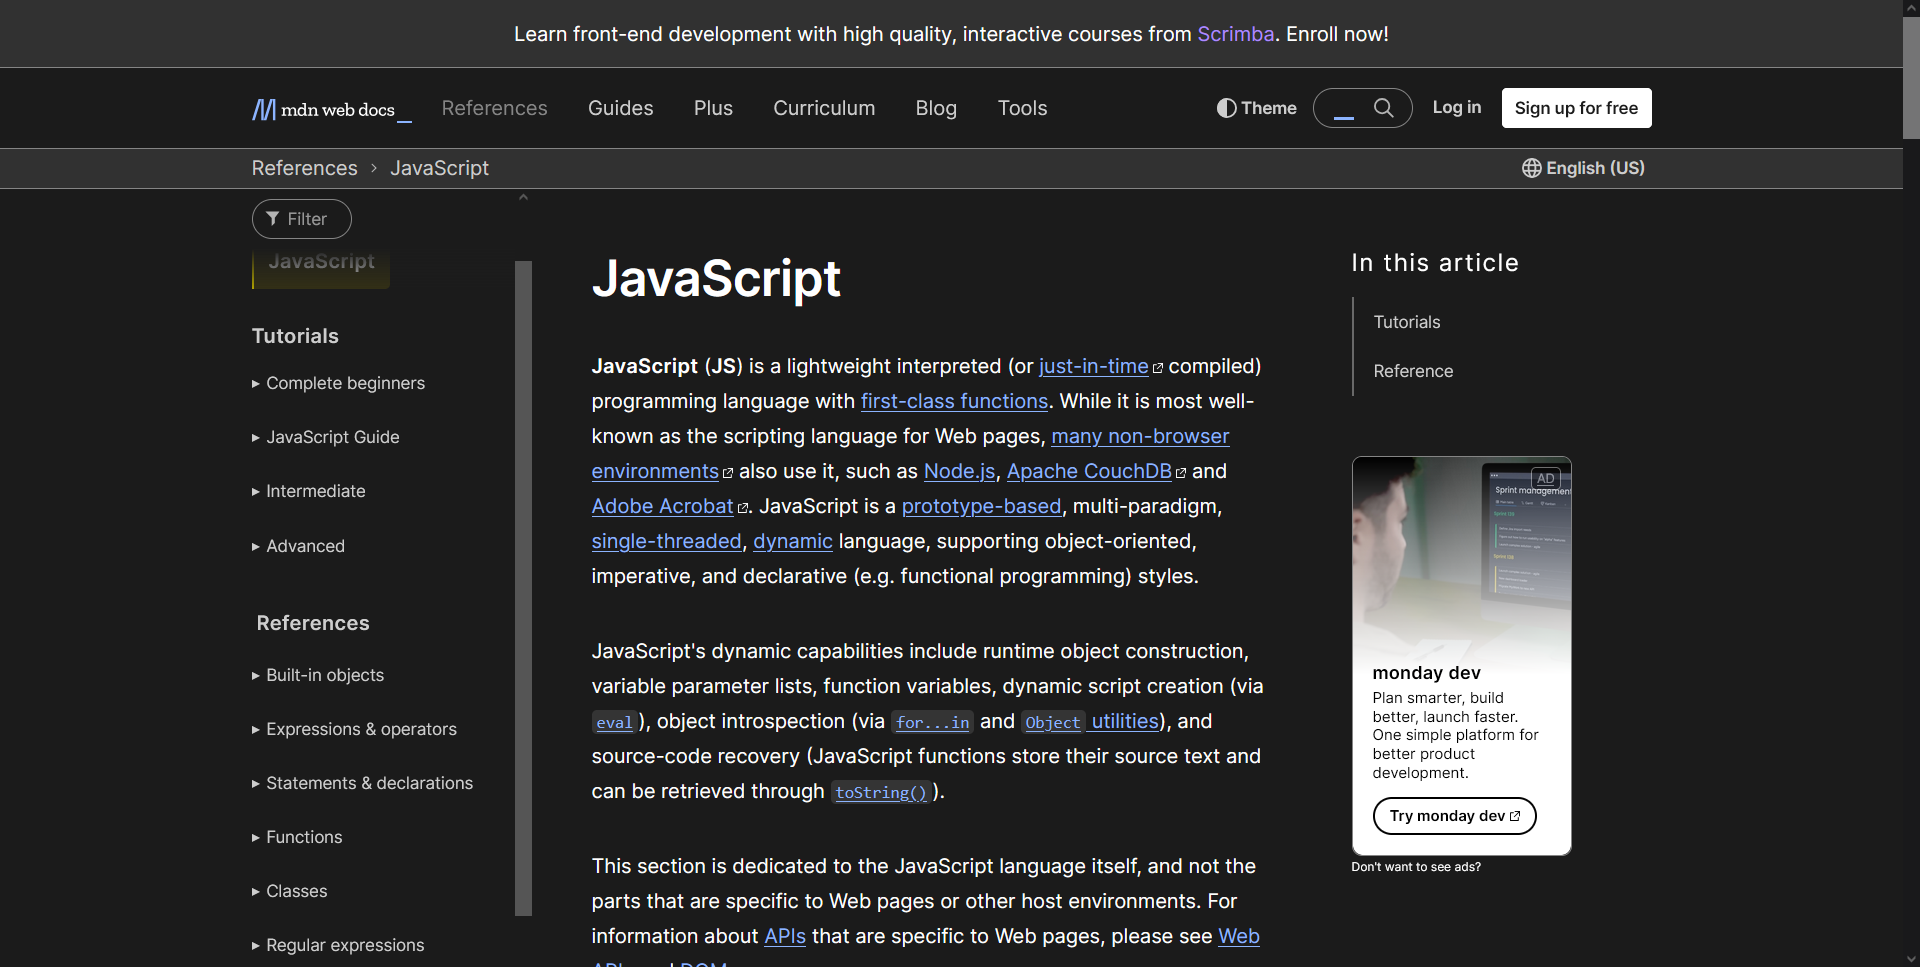 Learn front-end development with high quality, interactive courses from Scrimba. Enroll now!
mdn web docs_
References
Guides
Plus
Curriculum
Blog
Tools
Theme
Log in
Sign up for free
References › JavaScript
English (US)
Filter
JavaScript
Tutorials
Complete beginners
JavaScript Guide
Intermediate
Advanced
References
Built-in objects
Expressions & operators
Statements & declarations
Functions
Classes
Regular expressions
JavaScript
JavaScript (JS) is a lightweight interpreted (or just-in-time compiled)
programming language with first-class functions. While it is most well-
known as the scripting language for Web pages, many non-browser
environments also use it, such as Node.js, Apache CouchDB and
Adobe Acrobat. JavaScript is a prototype-based, multi-paradigm,
single-threaded, dynamic language, supporting object-oriented,
imperative, and declarative (e.g. functional programming) styles.
JavaScript's dynamic capabilities include runtime object construction,
variable parameter lists, function variables, dynamic script creation (via
eval), object introspection (via for...in and Object utilities), and
source-code recovery (JavaScript functions store their source text and
can be retrieved through toString()).
This section is dedicated to the JavaScript language itself, and not the
parts that are specific to Web pages or other host environments. For
information about APIs that are specific to Web pages, please see Web
In this article
Tutorials
Reference
AD
Sprint management
monday dev
Plan smarter, build
better, launch faster.
One simple platform for
better product
development.
Try monday dev
Don't want to see ads?